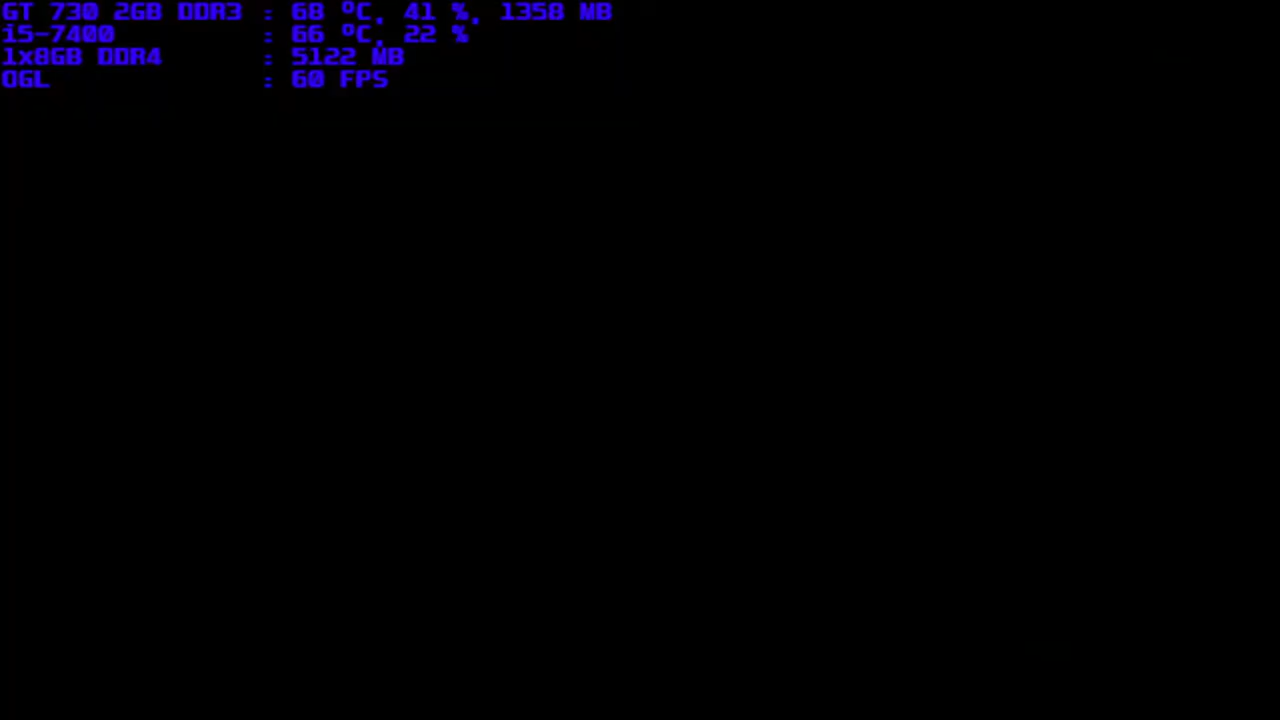 GT 730 2GB DDR3 : 68 ºC, 41 %, 1358 MB
i5-7400 : 66 ºC, 22 %
1x8GB DDR4 : 5122 MB
OGL : 60 FPS